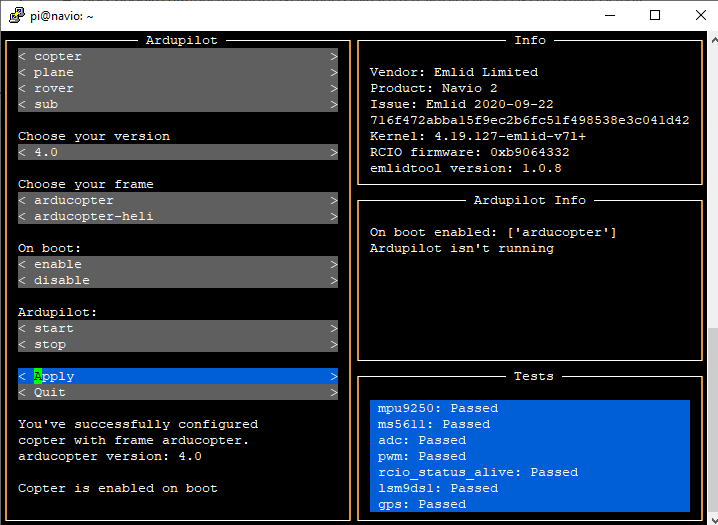 pi@navio: ~
Ardupilot
< copter >
< plane >
< rover >
< sub >
Choose your version
< 4.0 >
Choose your frame
< arducopter >
< arducopter-heli >
On boot:
< enable >
< disable >
Ardupilot:
< start >
< stop >
< Apply >
< Quit >
You've successfully configured
copter with frame arducopter.
arducopter version: 4.0
Copter is enabled on boot
Info
Vendor: Emlid Limited
Product: Navio 2
Issue: Emlid 2020-09-22
716f472abba15f9ec2b6fc51f498538e3c041d42
Kernel: 4.19.127-emlid-v7l+
RCIO firmware: 0xb9064332
emlidtool version: 1.0.8
Ardupilot Info
On boot enabled: ['arducopter']
Ardupilot isn't running
Tests
mpu9250: Passed
ms5611: Passed
adc: Passed
pwm: Passed
rcio_status_alive: Passed
lsm9ds1: Passed
gps: Passed